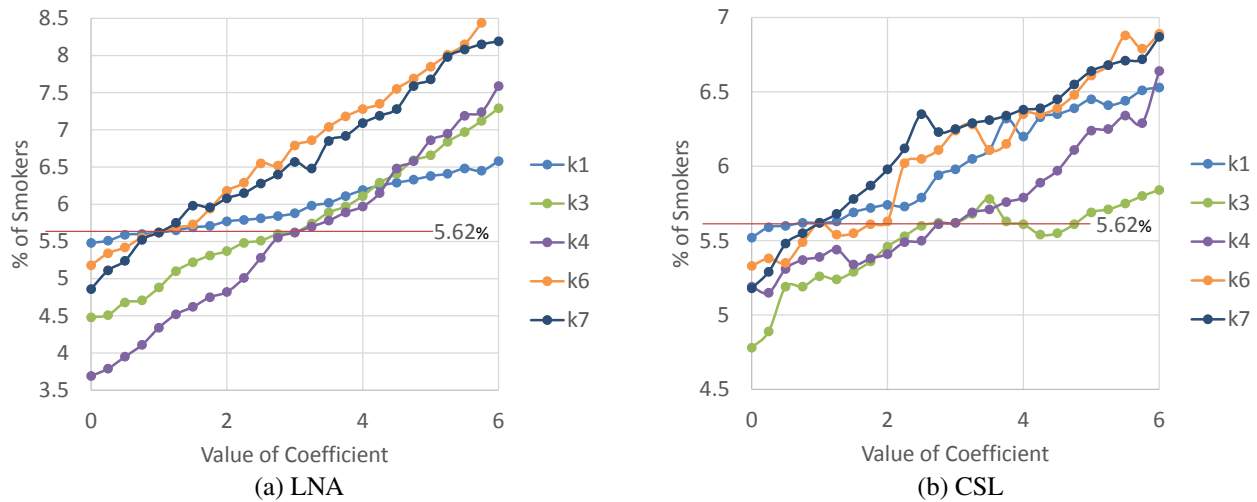 8.5
8
7.5
7
6.5
6
5.5
5
4.5
4
3.5
% of Smokers
0 2 4 6
Value of Coefficient
5.62%
k1
k3
k4
k6
k7
(a) LNA
6.5
7
6
5.5
5
4.5
% of Smokers
0 2 4 6
Value of Coefficient
5.62%
k1
k3
k4
k6
k7
(b) CSL